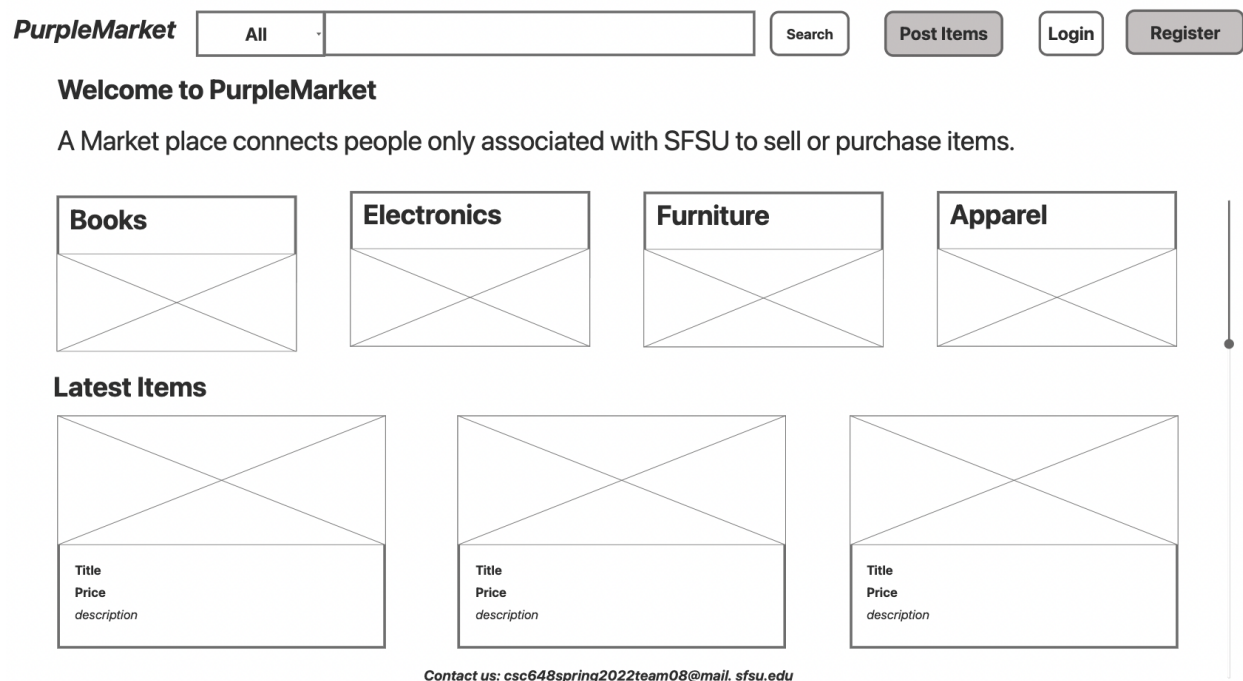 PurpleMarket All Search Post Items Login Register
Welcome to PurpleMarket
A Market place connects people only associated with SFSU to sell or purchase items.
Books Electronics Furniture Apparel
Latest Items
Title Title Title
Price Price Price
description description description
Contact us: csc648spring2022team08@mail. sfsu.edu